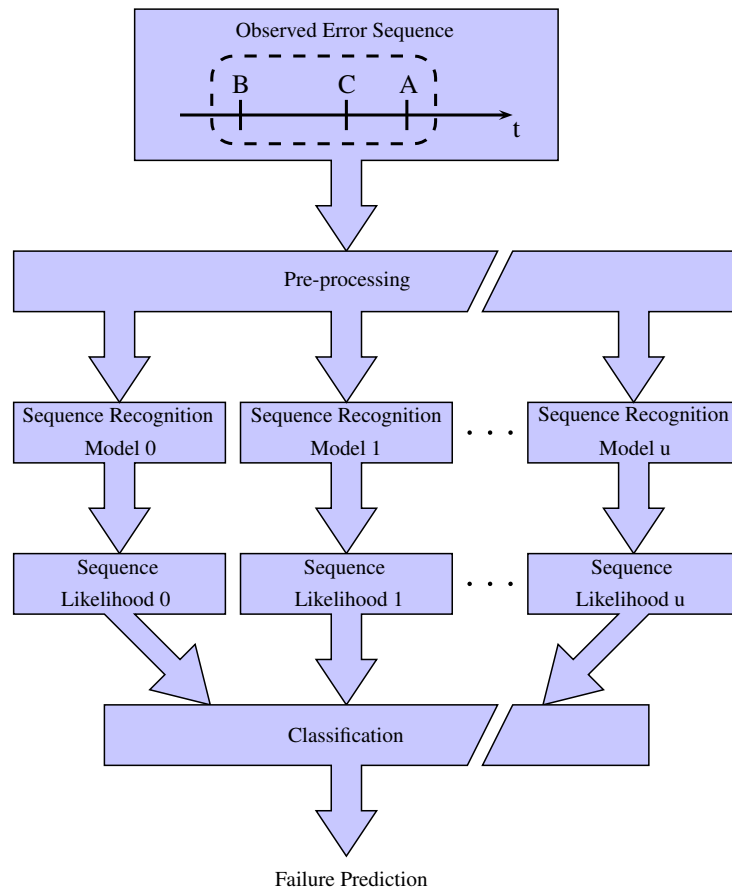 Observed Error Sequence
B C A
t
Pre-processing
Sequence Recognition
Model 0
Sequence Recognition
Model 1
. . .
Sequence Recognition
Model u
Sequence
Likelihood 0
Sequence
Likelihood 1
. . .
Sequence
Likelihood u
Classification
Failure Prediction